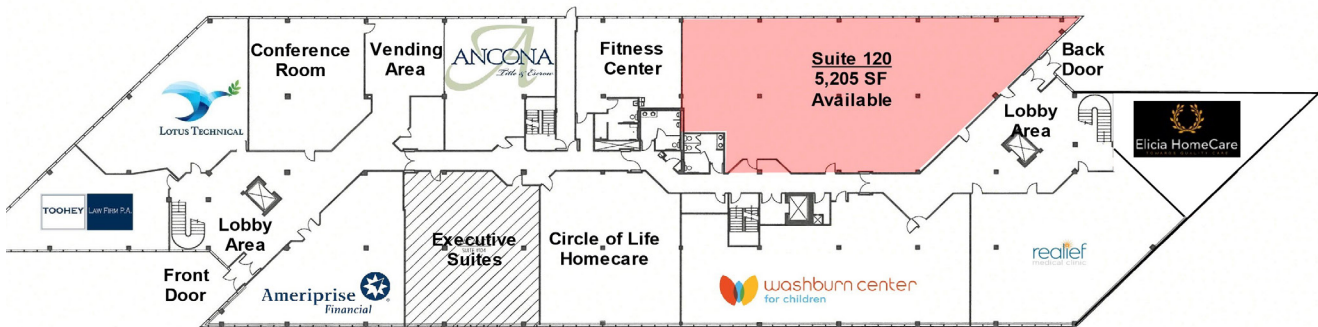 Conference
Room
Vending
Area
ANCONA
Title & Escrow
Fitness
Center
Suite 120
5,205 SF
Available
Back
Door
LOTUS TECHNICAL
Lobby
Area
Elicia HomeCare
TOOHEY LAW FIRM P.A.
Lobby
Area
Front
Door
Executive
Suites
Circle of Life
Homecare
Ameriprise
Financial
washburn center
for children
realief
medical clinic